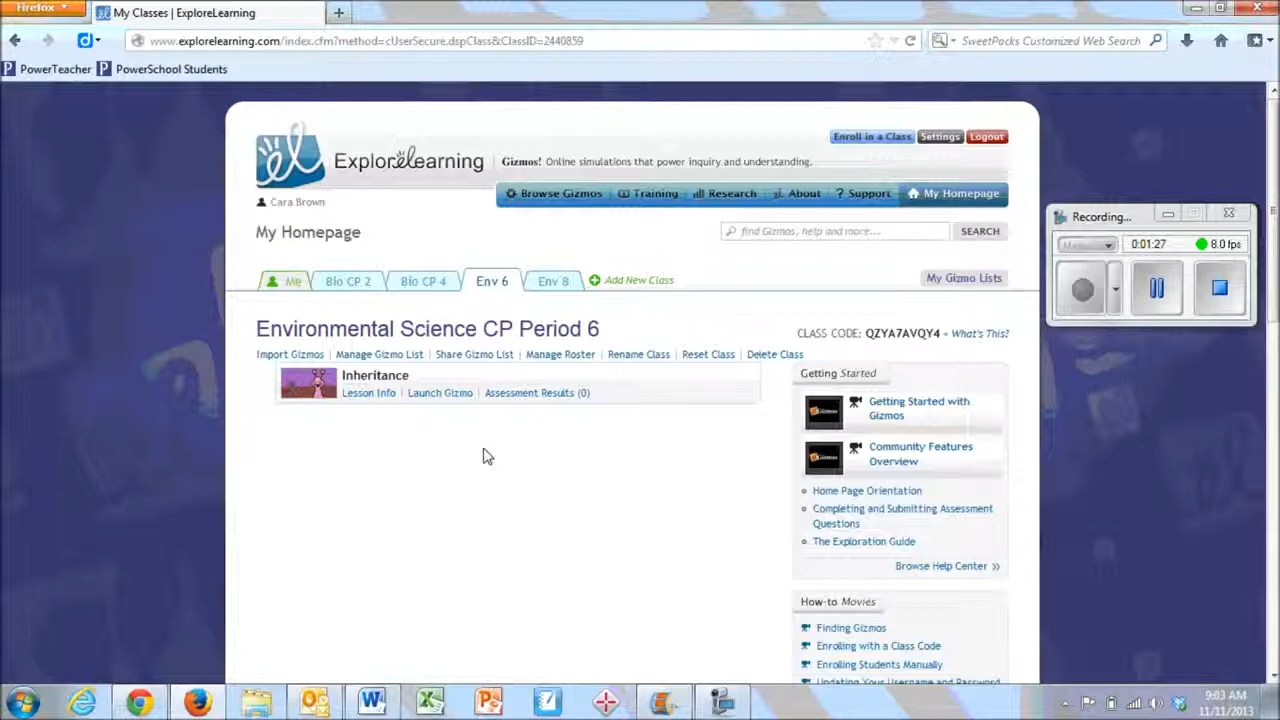 Firefox
My Classes | ExploreLearning
www.explorelearning.com/index.cfm?method=cUserSecure.dspClass&ClassID=2440859
SweetPacks Customized Web Search
PowerTeacher
PowerSchool Students
Enroll in a Class
Settings
Logout
ExploreLearning
Gizmos! Online simulations that power inquiry and understanding.
Browse Gizmos
Training
Research
About
? Support
My Homepage
Cara Brown
My Homepage
find Gizmos, help and more...
SEARCH
Me
Bio CP 2
Bio CP 4
Env 6
Env 8
Add New Class
My Gizmo Lists
Recording...
0:01:27
8.0 fps
Environmental Science CP Period 6
CLASS CODE: QZYA7AVQY4 - What's This?
Import Gizmos | Manage Gizmo List | Share Gizmo List | Manage Roster | Rename Class | Reset Class | Delete Class
Inheritance
Lesson Info | Launch Gizmo | Assessment Results (0)
Getting Started
Getting Started with
Gizmos
Community Features
Overview
Home Page Orientation
Completing and Submitting Assessment
Questions
The Exploration Guide
Browse Help Center >>
How-to Movies
Finding Gizmos
Enrolling with a Class Code
Enrolling Students Manually
Updating Your Username and Password
9:03 AM
11/11/2013